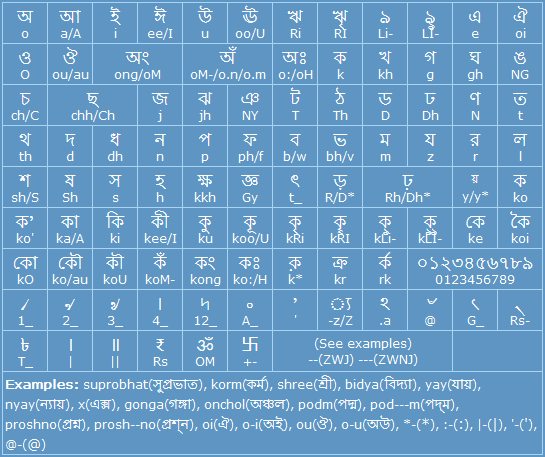 অ আ ই ঈ উ ঊ ঋ ৠ ঌ ৡ এ ঐ
o a/A i ee/I u oo/U Ri RI Li- LI- e oi
ও ঔ অং অঁ অঃ ক খ গ ঘ ঙ
O ou/au ong/oM oM-/o.n/o.m o:/oH k kh g gh NG
চ ছ জ ঝ ঞ ট ঠ ড ঢ ণ ত
ch/C chh/Ch j jh NY T Th D Dh N t
থ দ ধ ন প ফ ব ভ ম য র ল
th d dh n p ph/f b/w bh/v m z r l
শ ষ স হ ক্ষ জ্ঞ ৎ ড় ঢ় য় ক
sh/S Sh s h kkh Gy t_ R/D* Rh/Dh* y/y* ko
ক’ কা কি কী কু কূ কৃ কৄ কৢ কৣ কে কৈ
ko' ka/A ki kee/I ku koo/U kRi kRI kLi- kLI- ke koi
কো কৌ কৗ কঁ কং কঃ ক় ক্র র্ক ০১২৩৪৫৬৭৮৯
kO ko/au koU koM- kong ko:/H k* kr rk 0123456789
৴ ৵ ৶ ৷ ৸ ৹ ’ ্য ঽ
1_ 2_ 3_ 4_ 12_ A_ ' -z/Z .a @ G_ Rs-
৳ । ॥ ₹ ॐ 卐 (See examples)
T_ | || Rs OM +- --(ZWJ) ---(ZWNJ)
Examples: suprobhat(সুপ্রভাত), korm(কর্ম), shree(শ্রী), bidya(বিদ্যা), yay(যায়),
nyay(ন্যায়), x(এক্স), gonga(গঙ্গা), onchol(অঞ্চল), podm(পদ্ম), pod---m(পদ্‌ম),
proshno(প্রশ্ন), prosh--no(প্রশ্‍ন), oi(ঐ), o-i(অই), ou(ঔ), o-u(অউ), *-(*), :-(:), |-(|), '-('),
@-(@)